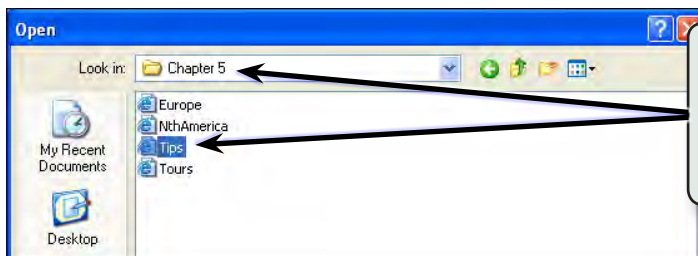 Open
Look in: Chapter 5
Europe
NthAmerica
Tips
Tours
My Recent
Documents
Desktop